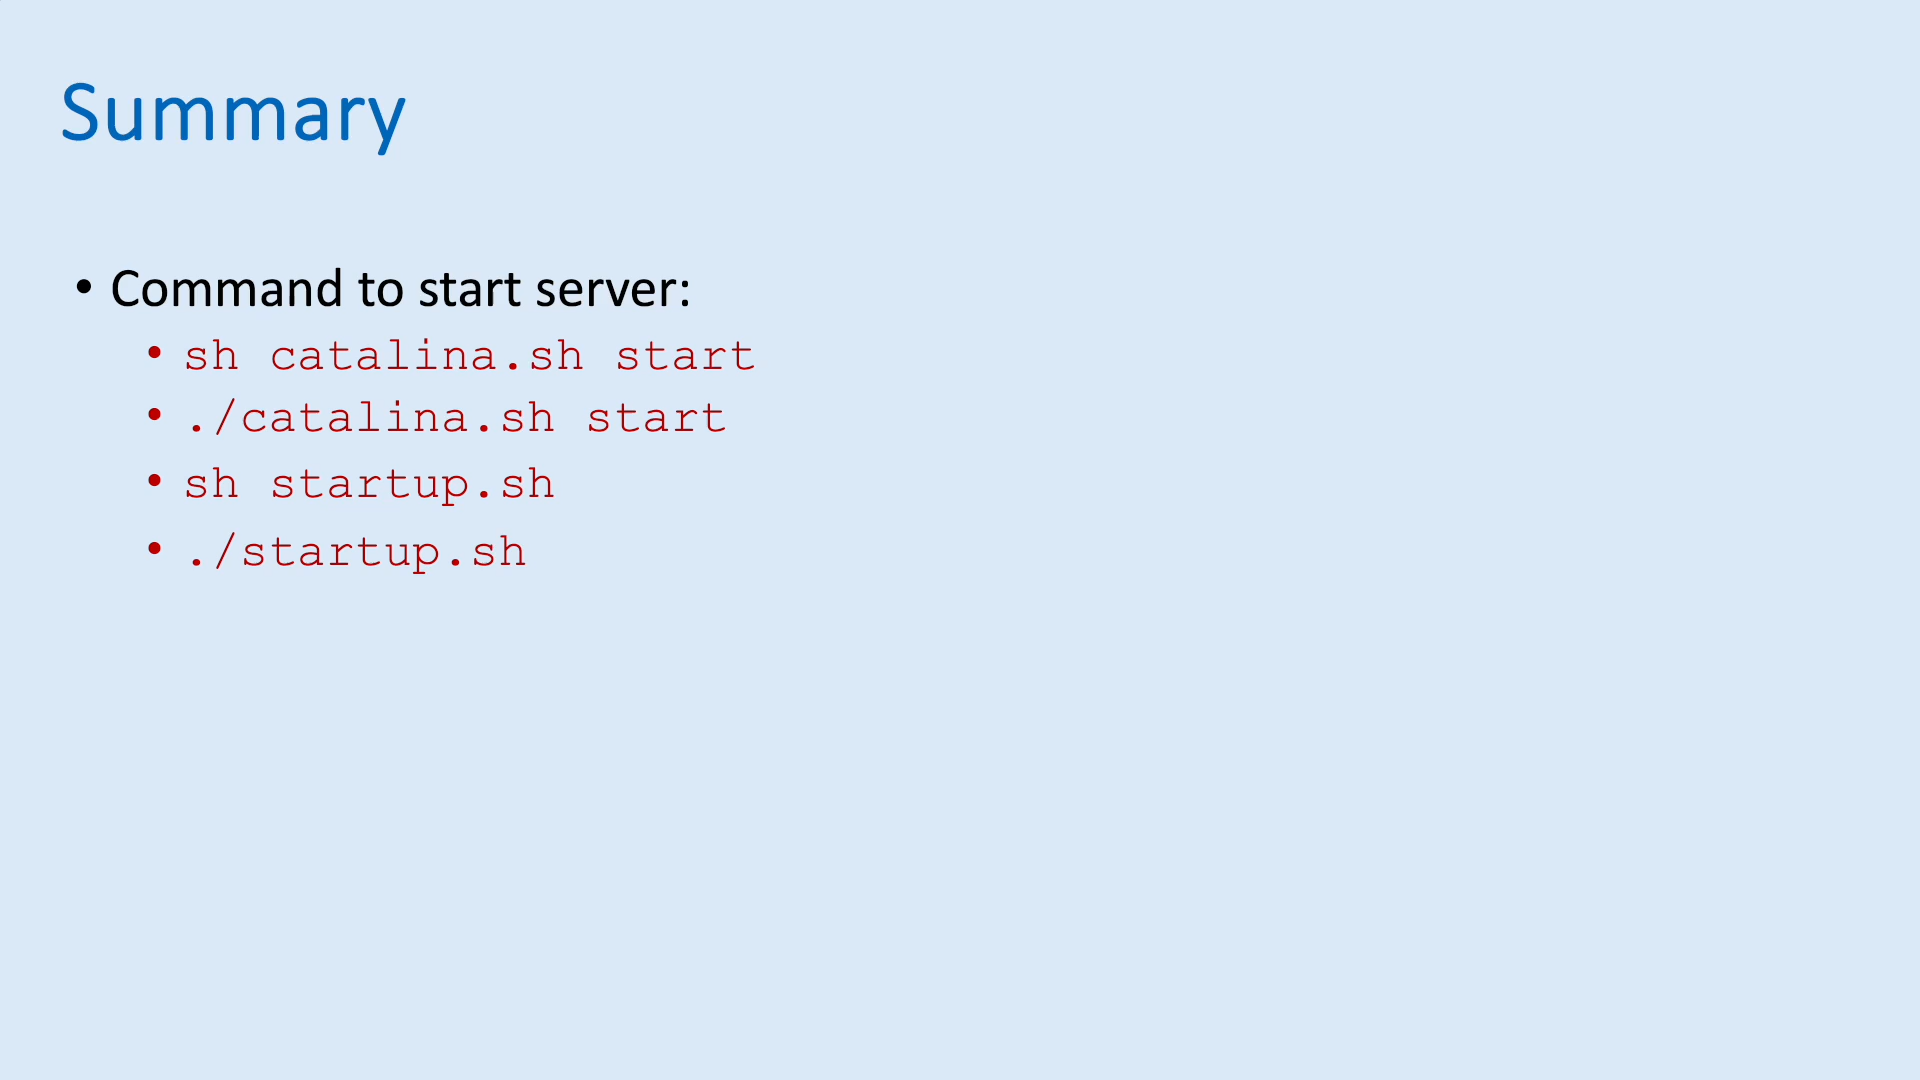 Summary
• Command to start server:
• sh catalina.sh start
• ./catalina.sh start
• sh startup.sh
• ./startup.sh